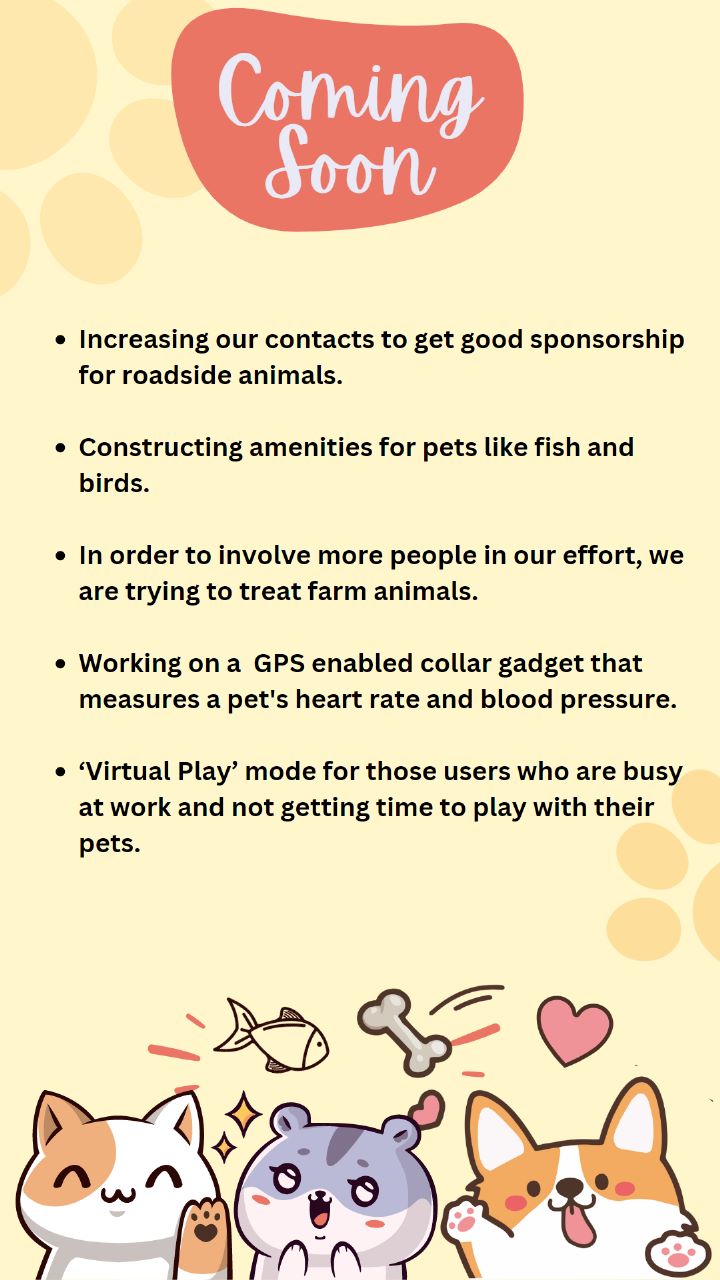 Coming
Soon
• Increasing our contacts to get good sponsorship
for roadside animals.
• Constructing amenities for pets like fish and
birds.
• In order to involve more people in our effort, we
are trying to treat farm animals.
• Working on a  GPS enabled collar gadget that
measures a pet's heart rate and blood pressure.
• ‘Virtual Play’ mode for those users who are busy
at work and not getting time to play with their
pets.